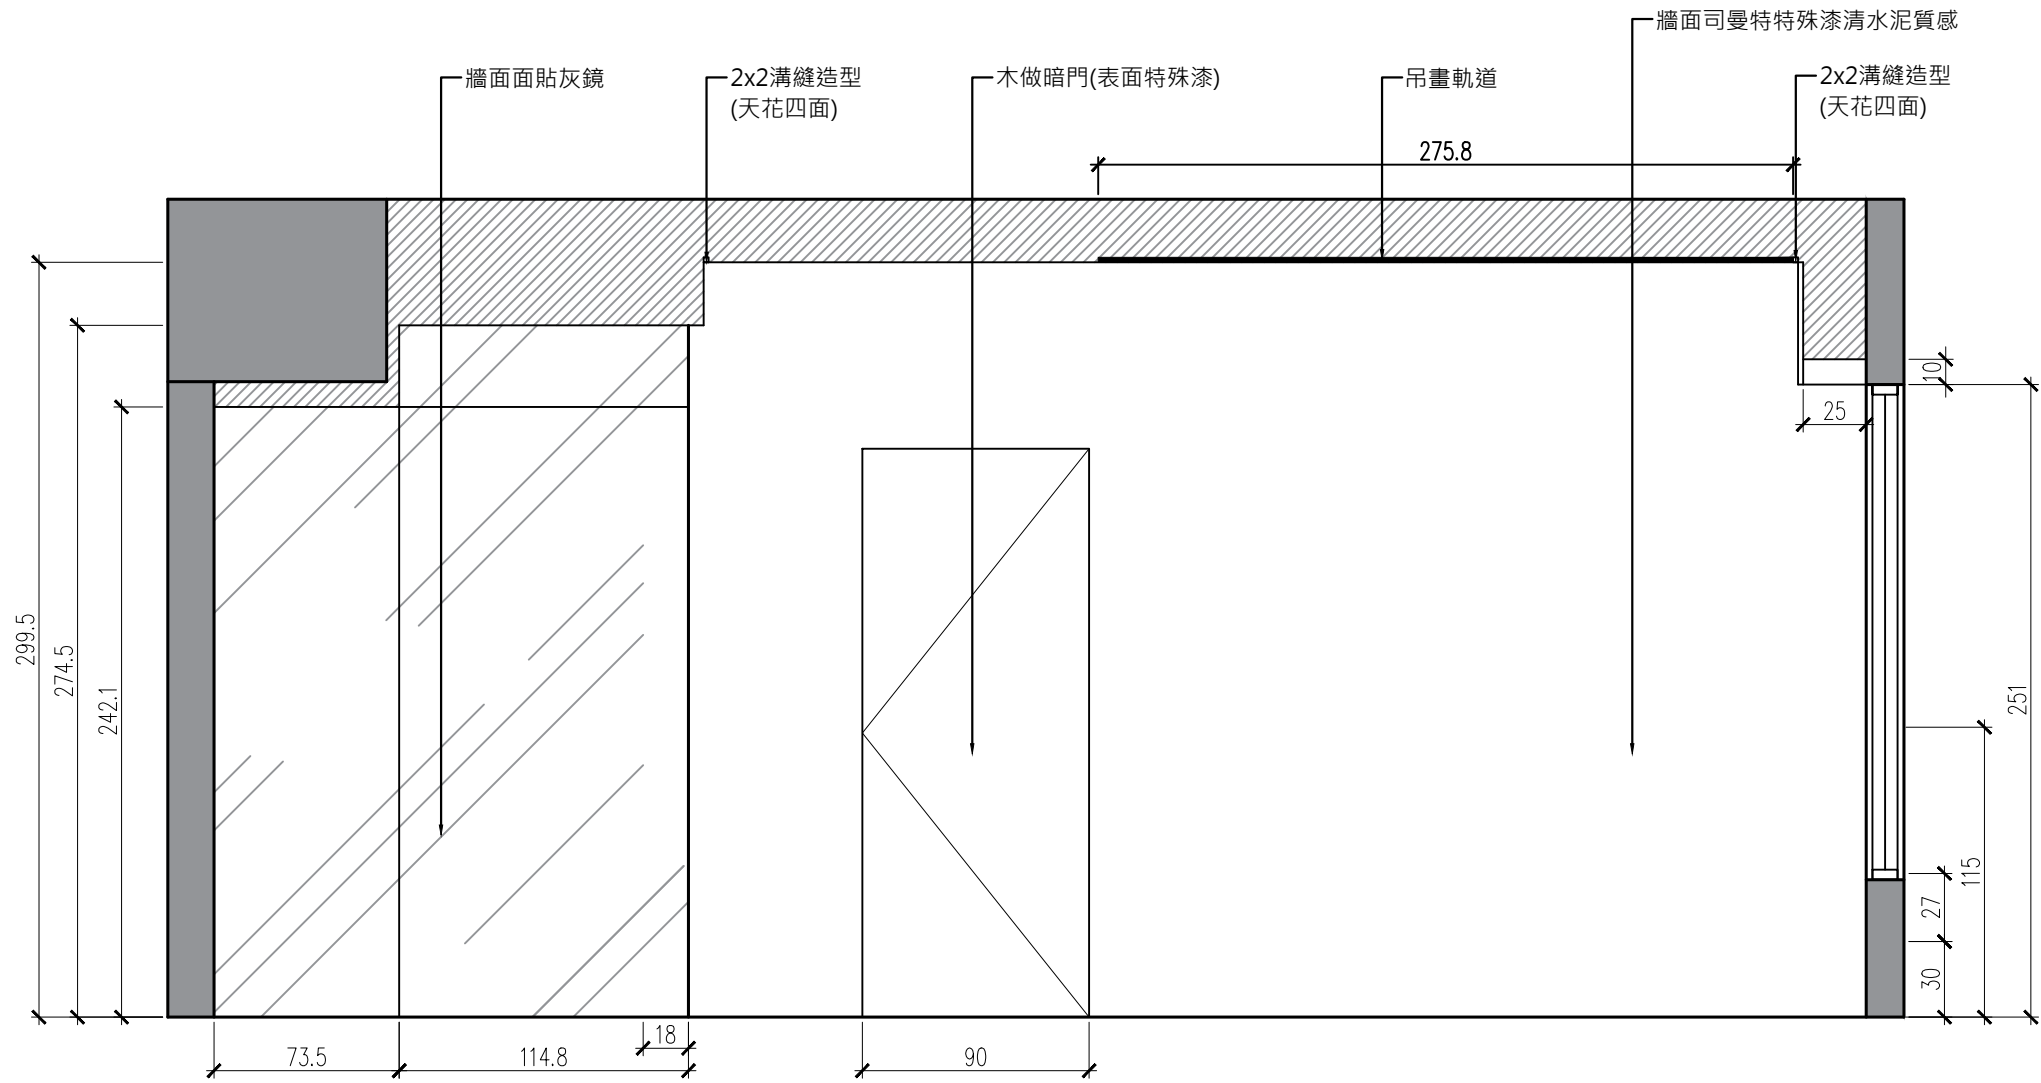 牆面司曼特特殊漆清水泥質感
牆面面貼灰鏡
2x2溝縫造型
(天花四面)
木做暗門(表面特殊漆)
吊畫軌道
2x2溝縫造型
(天花四面)
275.8
10
25
299.5
274.5
242.1
251
115
27
30
18
73.5
114.8
90